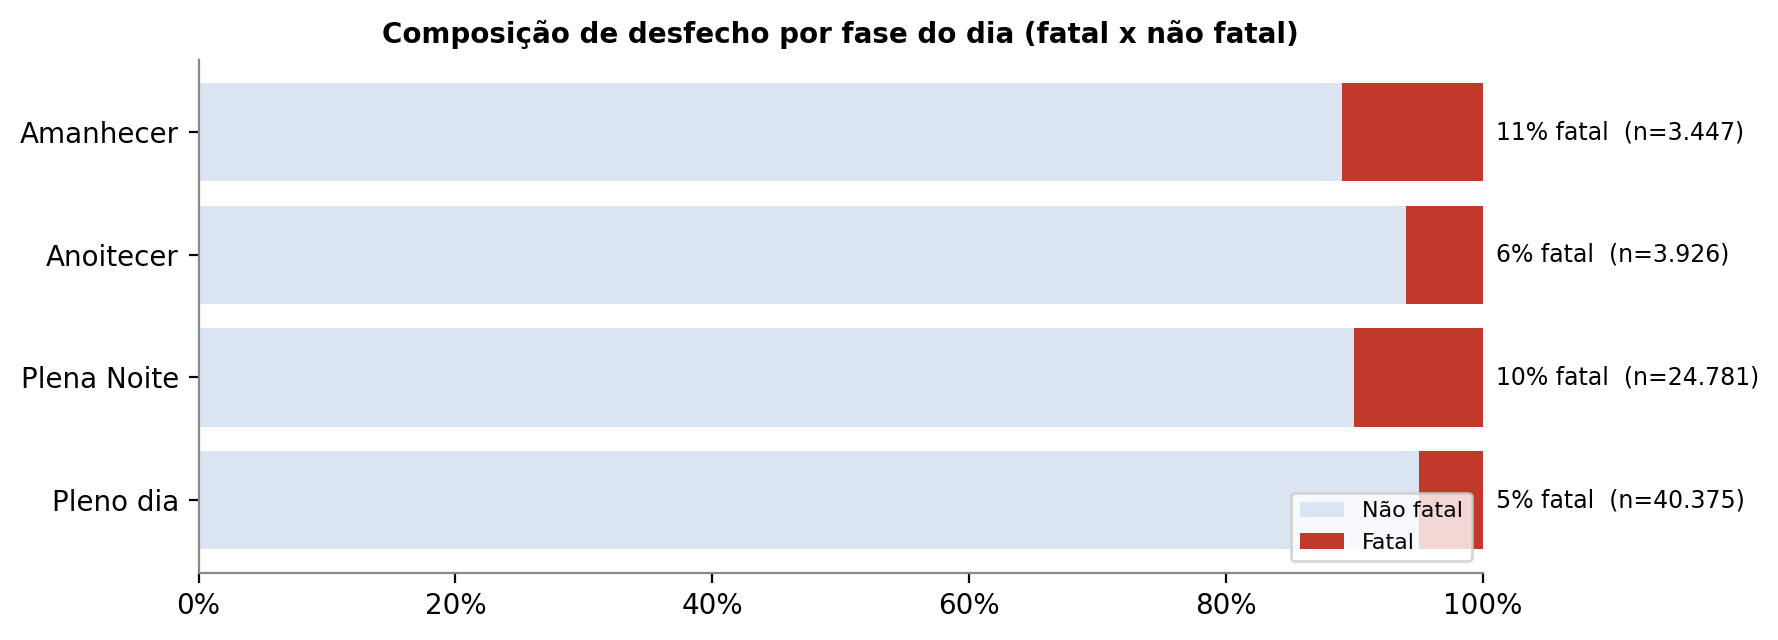 Composição de desfecho por fase do dia (fatal x não fatal)
Amanhecer
11% fatal (n=3.447)
Anoitecer
6% fatal (n=3.926)
Plena Noite
10% fatal (n=24.781)
Pleno dia
5% fatal (n=40.375)
Não fatal
Fatal
0%
20%
40%
60%
80%
100%